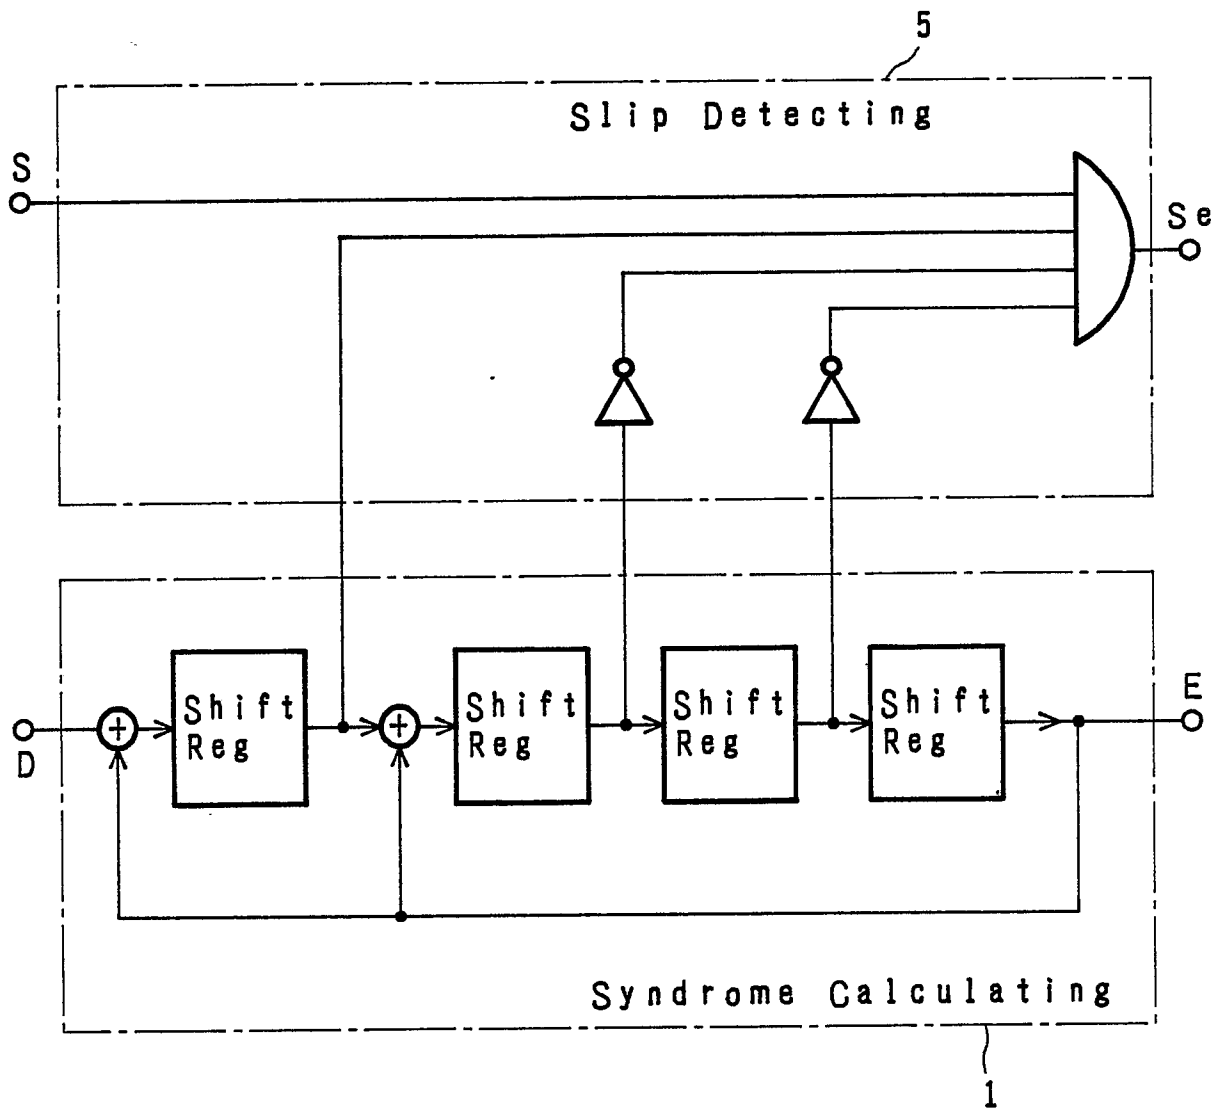 5
Slip Detecting
S
Se
Shift
Reg
Shift
Reg
Shift
Reg
Shift
Reg
D
E
Syndrome Calculating
1